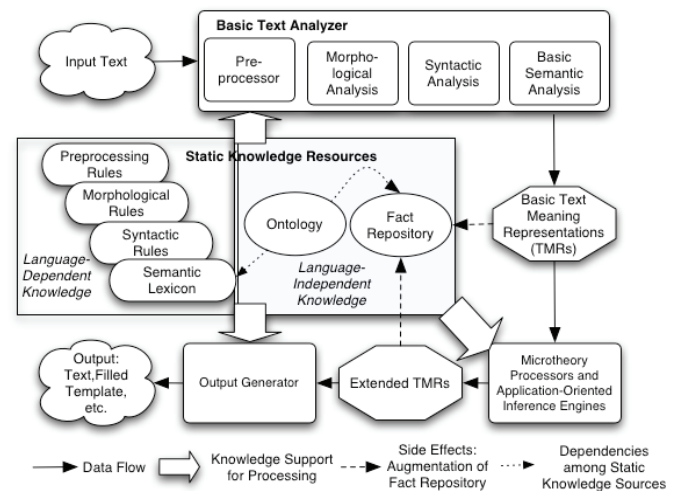 Basic Text Analyzer
Input Text
Pre-
processor
Morpho-
logical
Analysis
Syntactic
Analysis
Basic
Semantic
Analysis
Static Knowledge Resources
Preprocessing
Rules
Morphological
Rules
Syntactic
Rules
Semantic
Lexicon
Language-
Dependent
Knowledge
Ontology
Fact
Repository
Language-
Independent
Knowledge
Basic Text
Meaning
Representations
(TMRs)
Output:
Text,Filled
Template,
etc.
Output Generator
Extended TMRs
Microtheory
Processors and
Application-Oriented
Inference Engines
Data Flow
Knowledge Support
for Processing
Side Effects:
Augmentation of
Fact Repository
Dependencies
among Static
Knowledge Sources